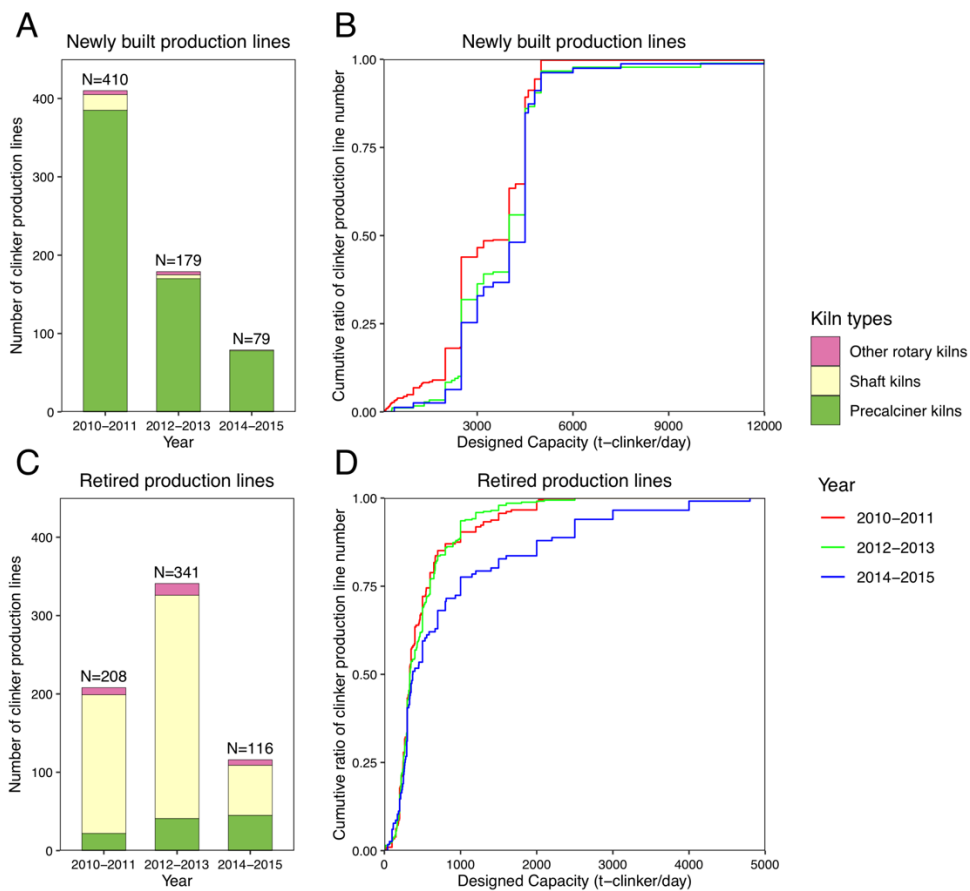 A
Newly built production lines
Number of clinker production lines
0
100
200
300
400
N=410
N=179
N=79
2010−2011
2012−2013
2014−2015
Year
B
Newly built production lines
Cumutive ratio of clinker production line number
0.00
0.25
0.50
0.75
1.00
0
3000
6000
9000
12000
Designed Capacity (t−clinker/day)
Kiln types
Other rotary kilns
Shaft kilns
Precalciner kilns
C
Retired production lines
Number of clinker production lines
0
100
200
300
400
N=208
N=341
N=116
2010−2011
2012−2013
2014−2015
Year
D
Retired production lines
Cumutive ratio of clinker production line number
0.00
0.25
0.50
0.75
1.00
0
1000
2000
3000
4000
5000
Designed Capacity (t−clinker/day)
Year
2010−2011
2012−2013
2014−2015